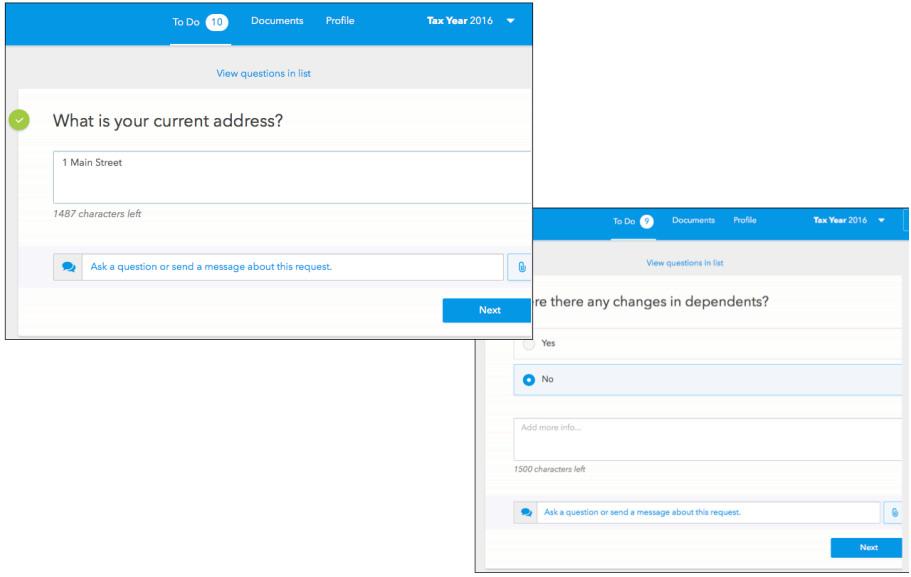 To Do 10 Documents Profile Tax Year 2016
View questions in list
What is your current address?
1 Main Street
1487 characters left
Ask a question or send a message about this request.
Next
To Do 9 Documents Profile Tax Year 2016
View questions in list
re there any changes in dependents?
Yes
No
Add more info...
1500 characters left
Ask a question or send a message about this request.
Next